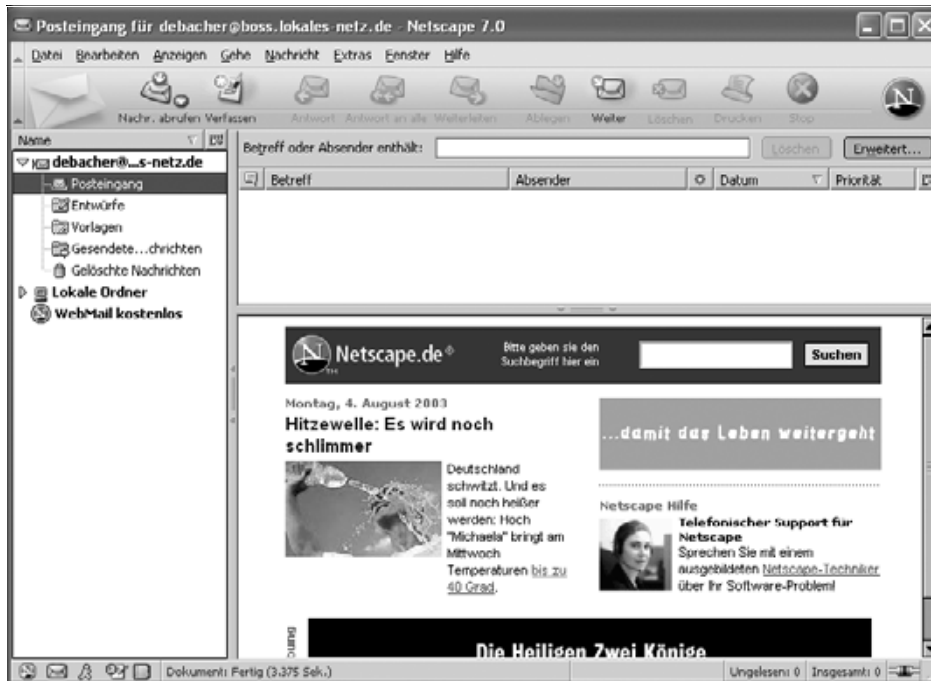 Posteingang für debacher@boss.lokales-netz.de - Netscape 7.0
Datei Bearbeiten Anzeigen Gehe Nachricht Extras Fenster Hilfe
Nachr. abrufen Verfassen Antwort Antwort an alle Weiterleiten Ablegen Weiter Löschen Drucken Stop
N
Name
Betreff oder Absender enthält: Löschen Erweitert...
debacher@...s-netz.de
Betreff Absender Datum Priorität
Posteingang
Entwürfe
Vorlagen
Gesendete...chrichten
Gelöschte Nachrichten
Lokale Ordner
WebMail kostenlos
N Netscape.de®
TM
Bitte geben sie den
Suchbegriff hier ein
Suchen
Montag, 4. August 2003
Hitzewelle: Es wird noch
schlimmer
Deutschland
schwitzt. Und es
soll noch heißer
werden: Hoch
"Michaela" bringt am
Mittwoch
Temperaturen bis zu
40 Grad.
...damit das Leben weitergeht
Netscape Hilfe
Telefonischer Support für
Netscape
Sprechen Sie mit einem
ausgebildeten Netscape-Techniker
über Ihr Software-Problem!
Die Heiligen Zwei Könige
Dokument: Fertig (3.375 Sek.) Ungelesen: 0 Insgesamt: 0